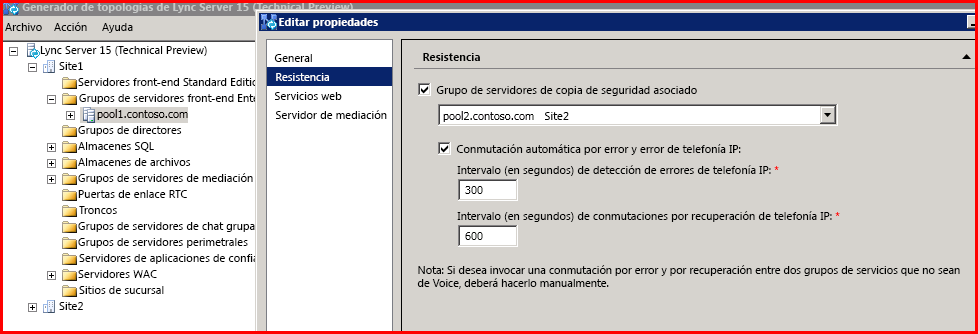 Generador de topologías de Lync Server 15 (Technical Preview)
Archivo Acción Ayuda
Lync Server 15 (Technical Preview)
Site1
Servidores front-end Standard Editio
Grupos de servidores front-end Ente
pool1.contoso.com
Grupos de directores
Almacenes SQL
Almacenes de archivos
Grupos de servidores de mediación
Puertas de enlace RTC
Troncos
Grupos de servidores de chat grupa
Grupos de servidores perimetrales
Servidores de aplicaciones de confia
Servidores WAC
Sitios de sucursal
Site2
Editar propiedades
General
Resistencia
Servicios web
Servidor de mediación
Resistencia
Grupo de servidores de copia de seguridad asociado
pool2.contoso.com Site2
Conmutación automática por error y error de telefonía IP:
Intervalo (en segundos) de detección de errores de telefonía IP: *
300
Intervalo (en segundos) de conmutaciones por recuperación de telefonía IP: *
600
Nota: Si desea invocar una conmutación por error y por recuperación entre dos grupos de servicios que no sean
de Voice, deberá hacerlo manualmente.